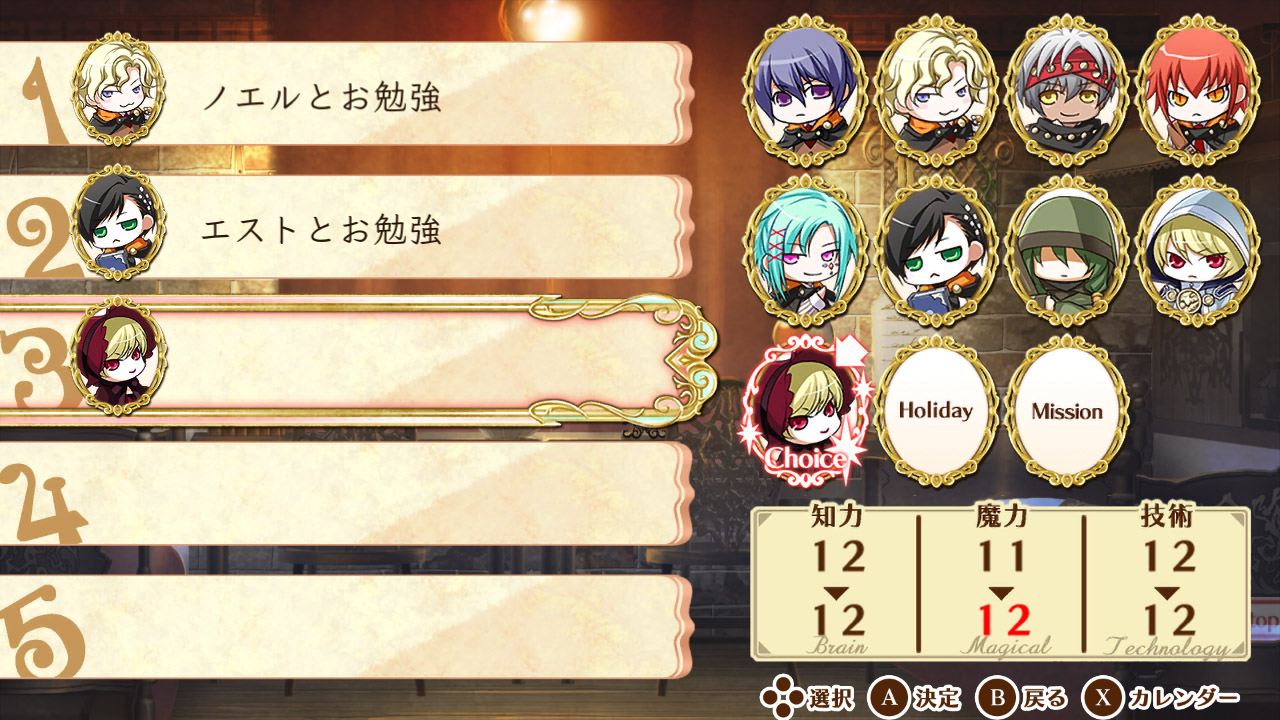 1
ノエルとお勉強
2
エストとお勉強
3
4
5
Choice
Holiday
Mission
知力 魔力 技術
12 11 12
12 12 12
Brain Magical Technology
選択 A 決定 B 戻る X カレンダー